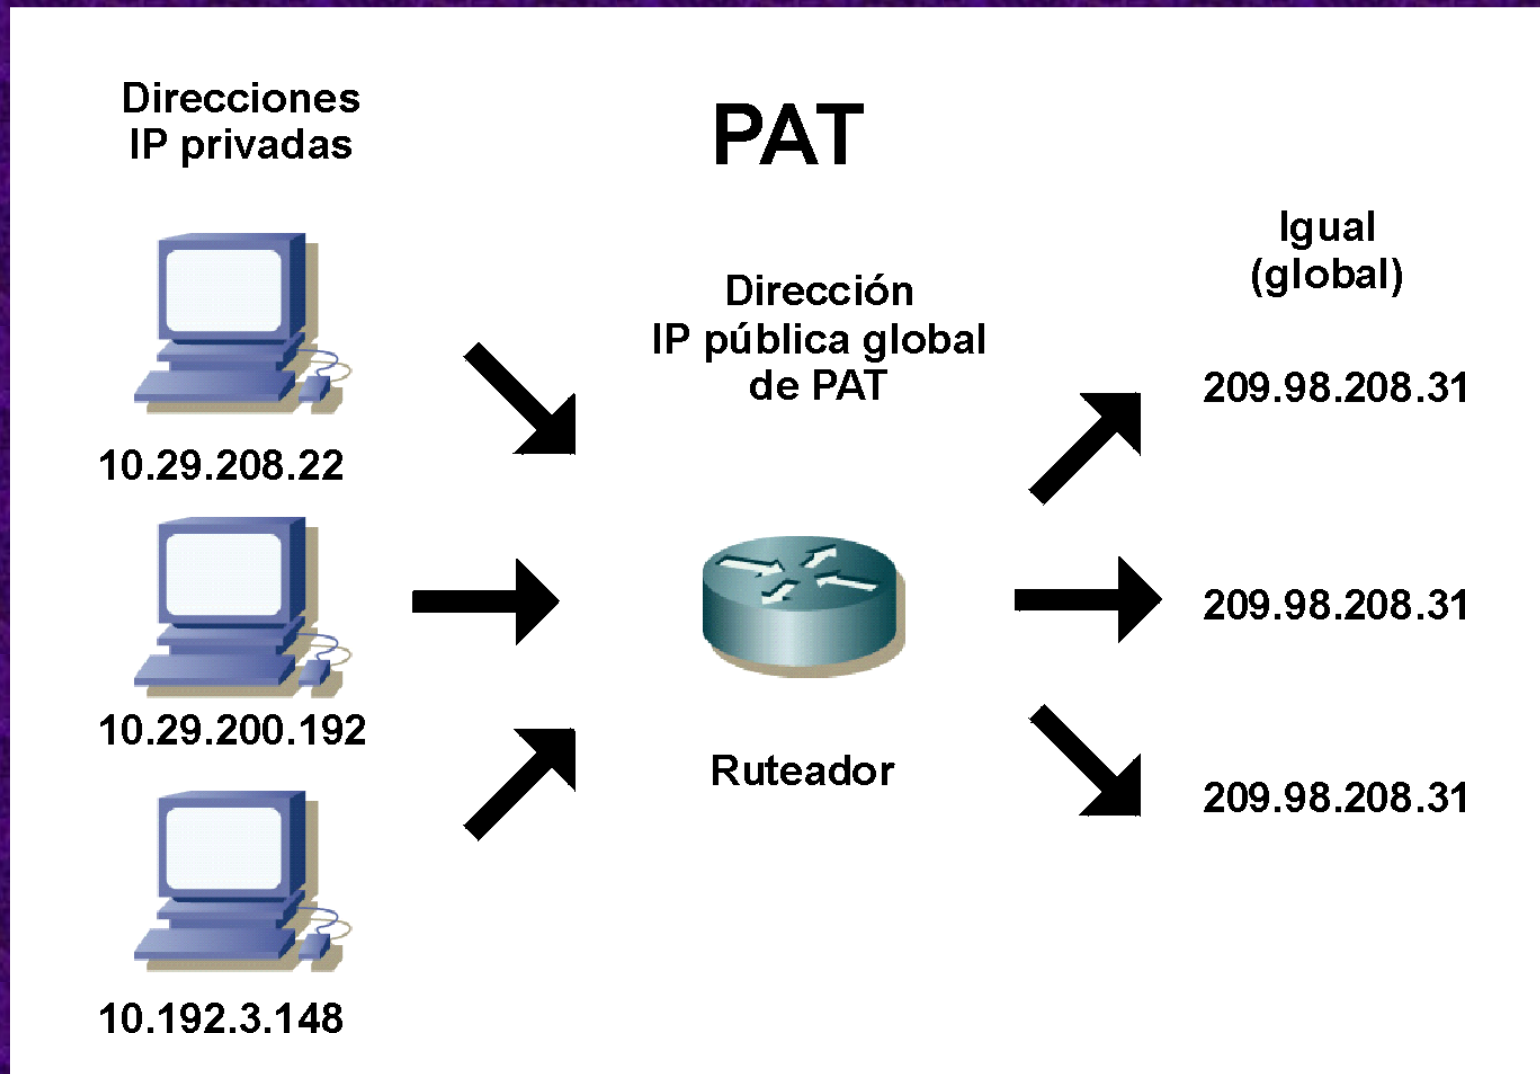 Direcciones
IP privadas
PAT
Igual
(global)
Dirección
IP pública global
de PAT
209.98.208.31
10.29.208.22
209.98.208.31
10.29.200.192
Ruteador
209.98.208.31
10.192.3.148